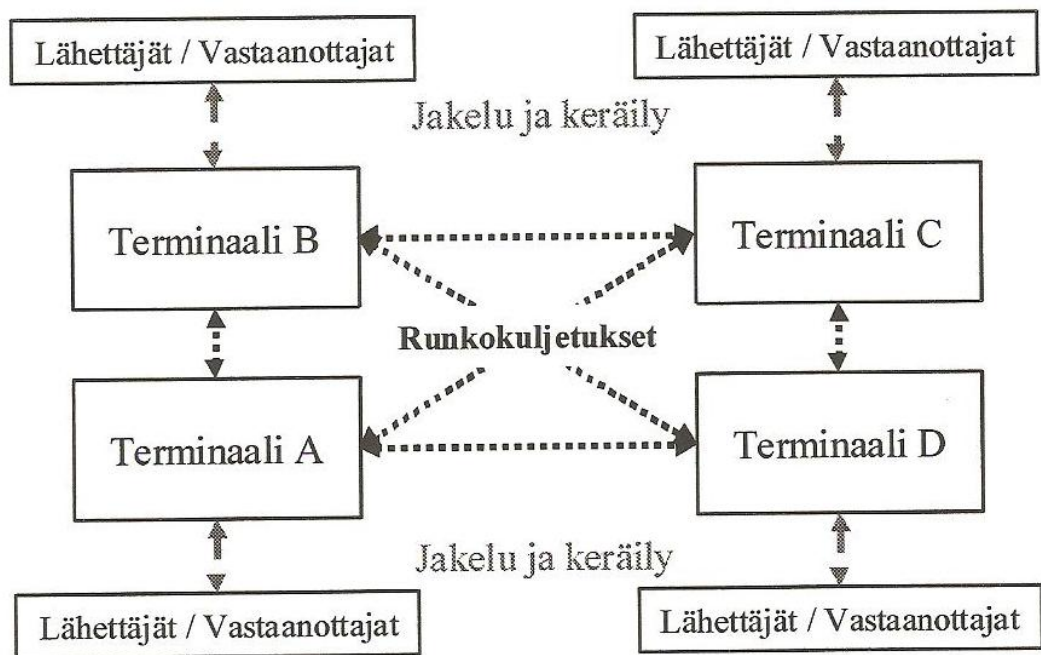 Lähettäjät / Vastaanottajat
Lähettäjät / Vastaanottajat
Jakelu ja keräily
Terminaali B
Terminaali C
Runkokuljetukset
Terminaali A
Terminaali D
Jakelu ja keräily
Lähettäjät / Vastaanottajat
Lähettäjät / Vastaanottajat